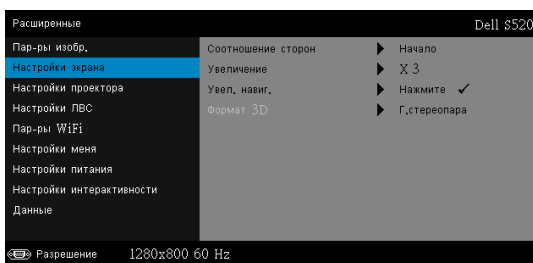 Расширенные Dell S520
Пар-ры изобр. Соотношение сторон Начало
Настройки экрана Увеличение X 3
Настройки проектора Увел. навиг. Нажмите ✓
Настройки ЛВС Формат 3D Г.стереопара
Пар-ры WiFi
Настройки меня
Настройки питания
Настройки интерактивности
Данные
Разрешение 1280x800 60 Hz